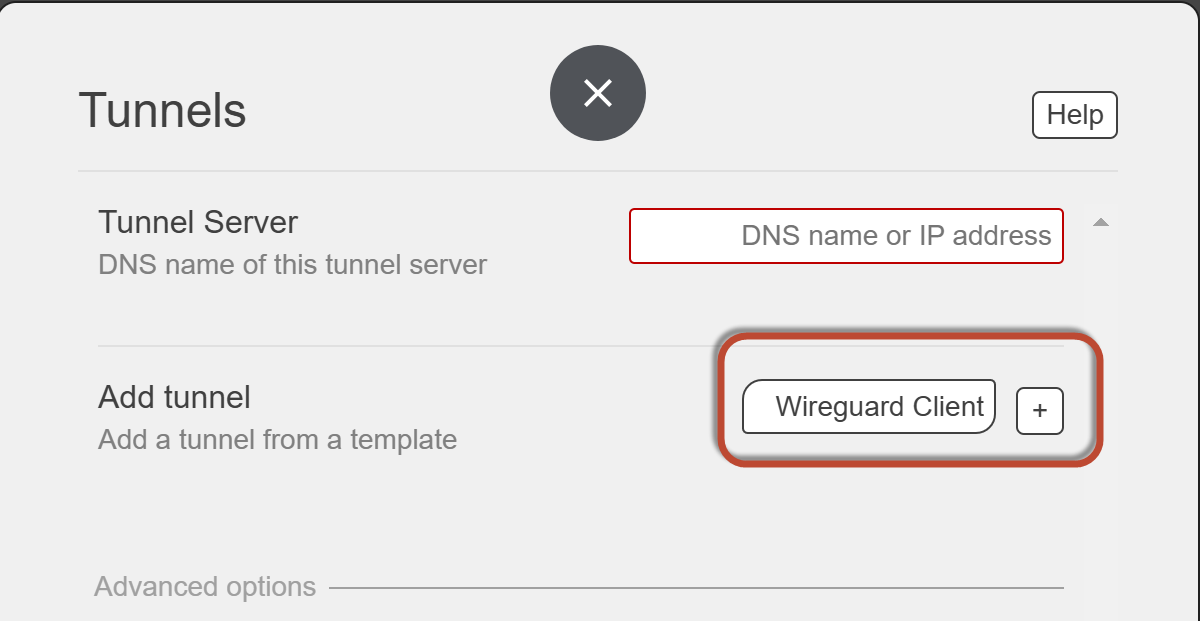 Tunnels
Help
Tunnel Server
DNS name or IP address
DNS name of this tunnel server
Add tunnel
Wireguard Client
+
Add a tunnel from a template
Advanced options